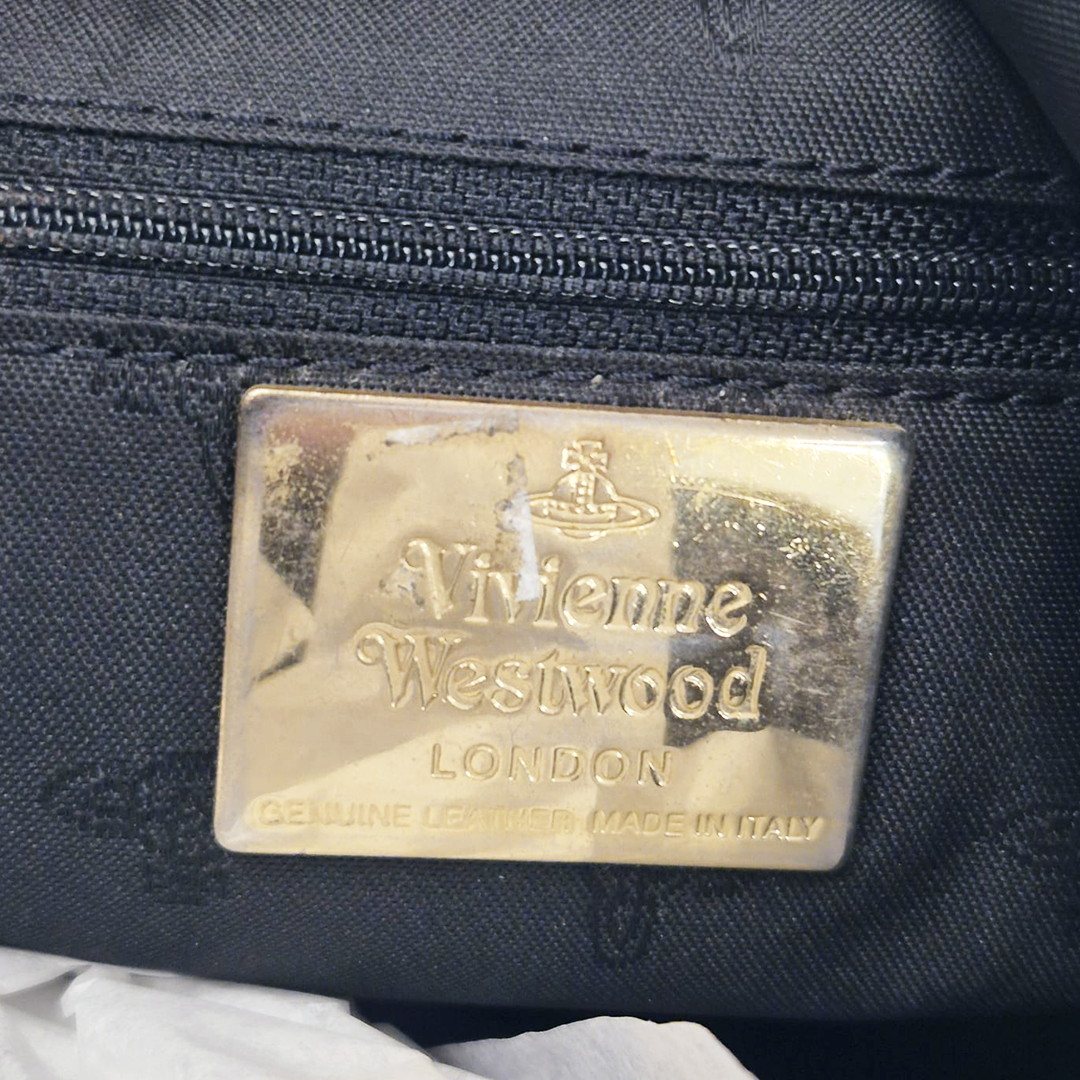 Vivienne
Westwood
LONDON
GENUINE LEATHER MADE IN ITALY